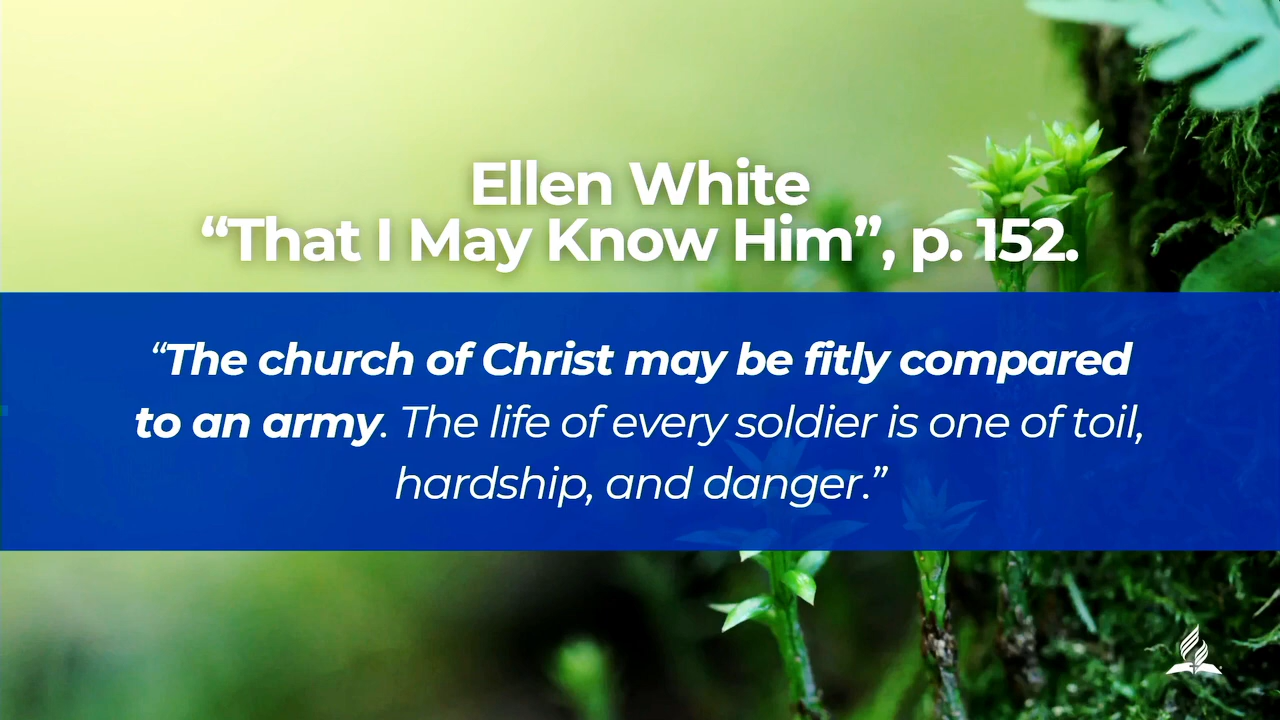 Ellen White
“That I May Know Him”, p. 152.
“The church of Christ may be fitly compared
to an army. The life of every soldier is one of toil,
hardship, and danger.”